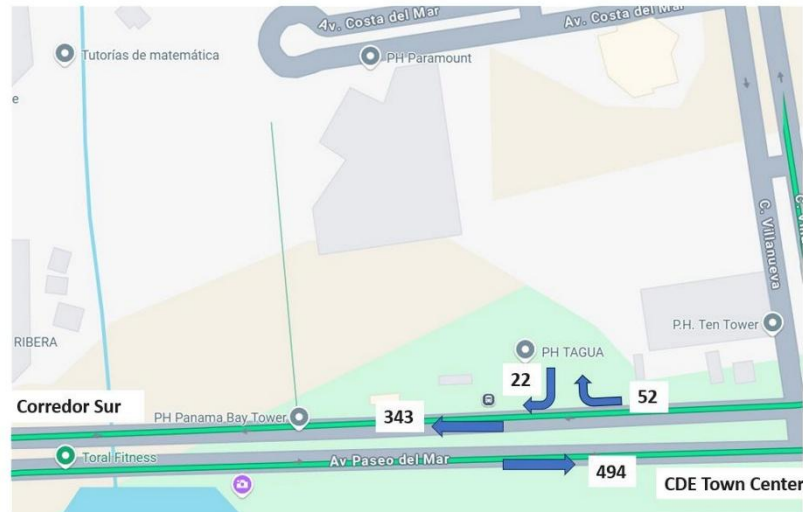 Av. Costa del Mar
Av. Costa del Mar
Tutorías de matemática
PH Paramount
e
C. Villanueva
P.H. Ten Tower
RIBERA
PH TAGUA
22
52
Corredor Sur
PH Panama Bay Tower
343
Toral Fitness
Av Paseo del Mar
494
CDE Town Center